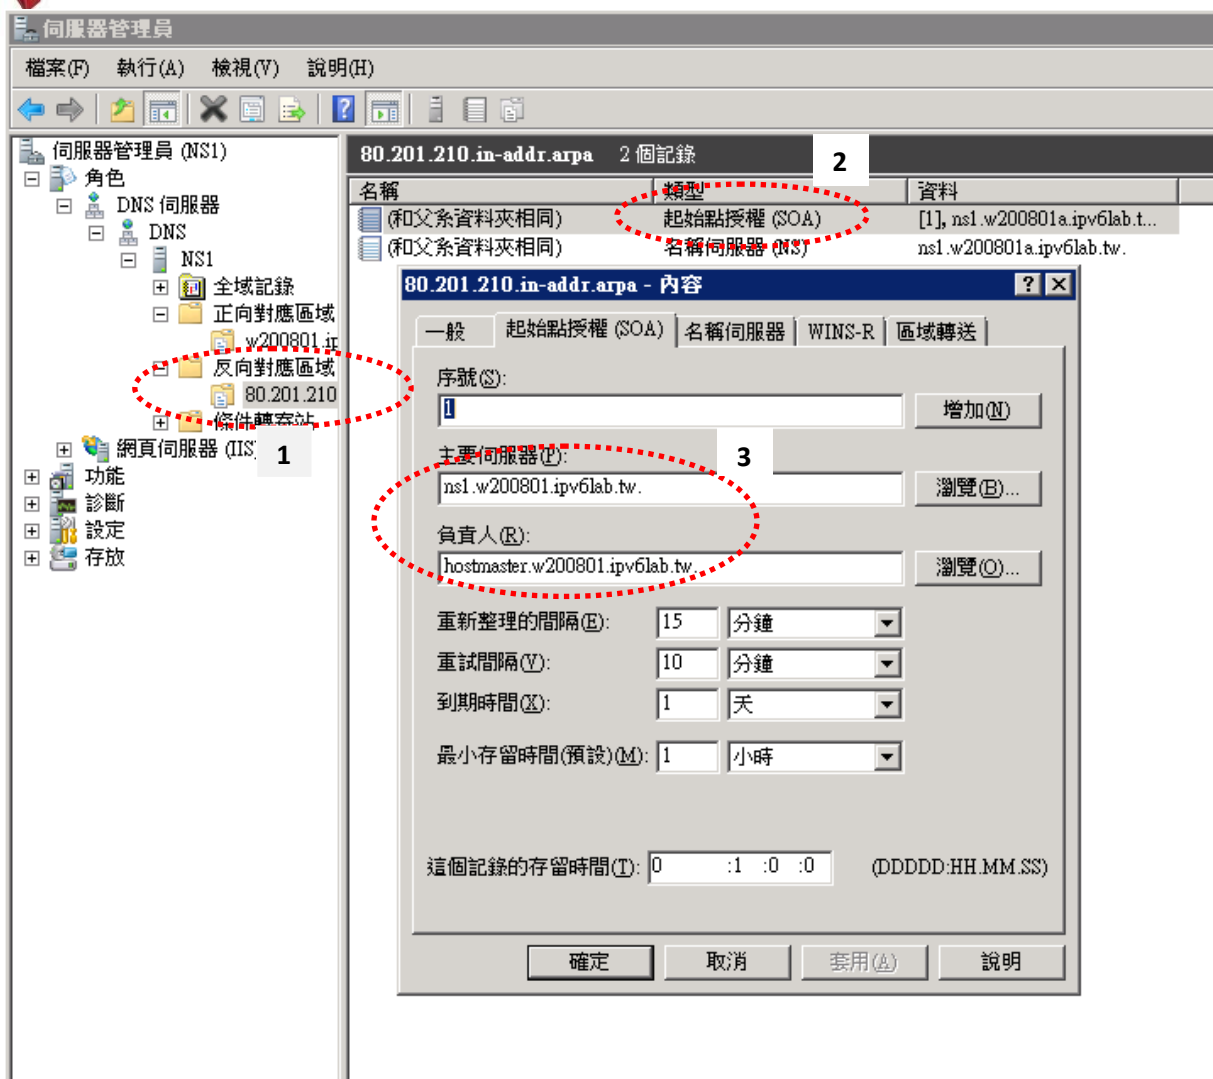 伺服器管理員
檔案(F) 執行(A) 檢視(V) 說明(H)
伺服器管理員 (NS1)
角色
DNS 伺服器
DNS
NS1
全域記錄
正向對應區域
w200801.ip
反向對應區域
80.201.210
條件轉寄站
網頁伺服器 (IIS)
功能
診斷
設定
存放
1
80.201.210.in-addr.arpa 2 個記錄
2
名稱 類型 資料
(和父系資料夾相同) 起始點授權 (SOA) [1], ns1.w200801a.ipv6lab.t...
(和父系資料夾相同) 名稱伺服器 (NS) ns1.w200801a.ipv6lab.tw.
80.201.210.in-addr.arpa - 內容
一般 起始點授權 (SOA) 名稱伺服器 WINS-R 區域轉送
序號(S):
1 增加(N)
主要伺服器(P):
3
ns1.w200801.ipv6lab.tw. 瀏覽(B)...
負責人(R):
hostmaster.w200801.ipv6lab.tw. 瀏覽(O)...
重新整理的間隔(E): 15 分鐘
重試間隔(V): 10 分鐘
到期時間(X): 1 天
最小存留時間(預設)(M): 1 小時
這個記錄的存留時間(T): 0 :1 :0 :0 (DDDDD:HH.MM.SS)
確定 取消 套用(A) 說明